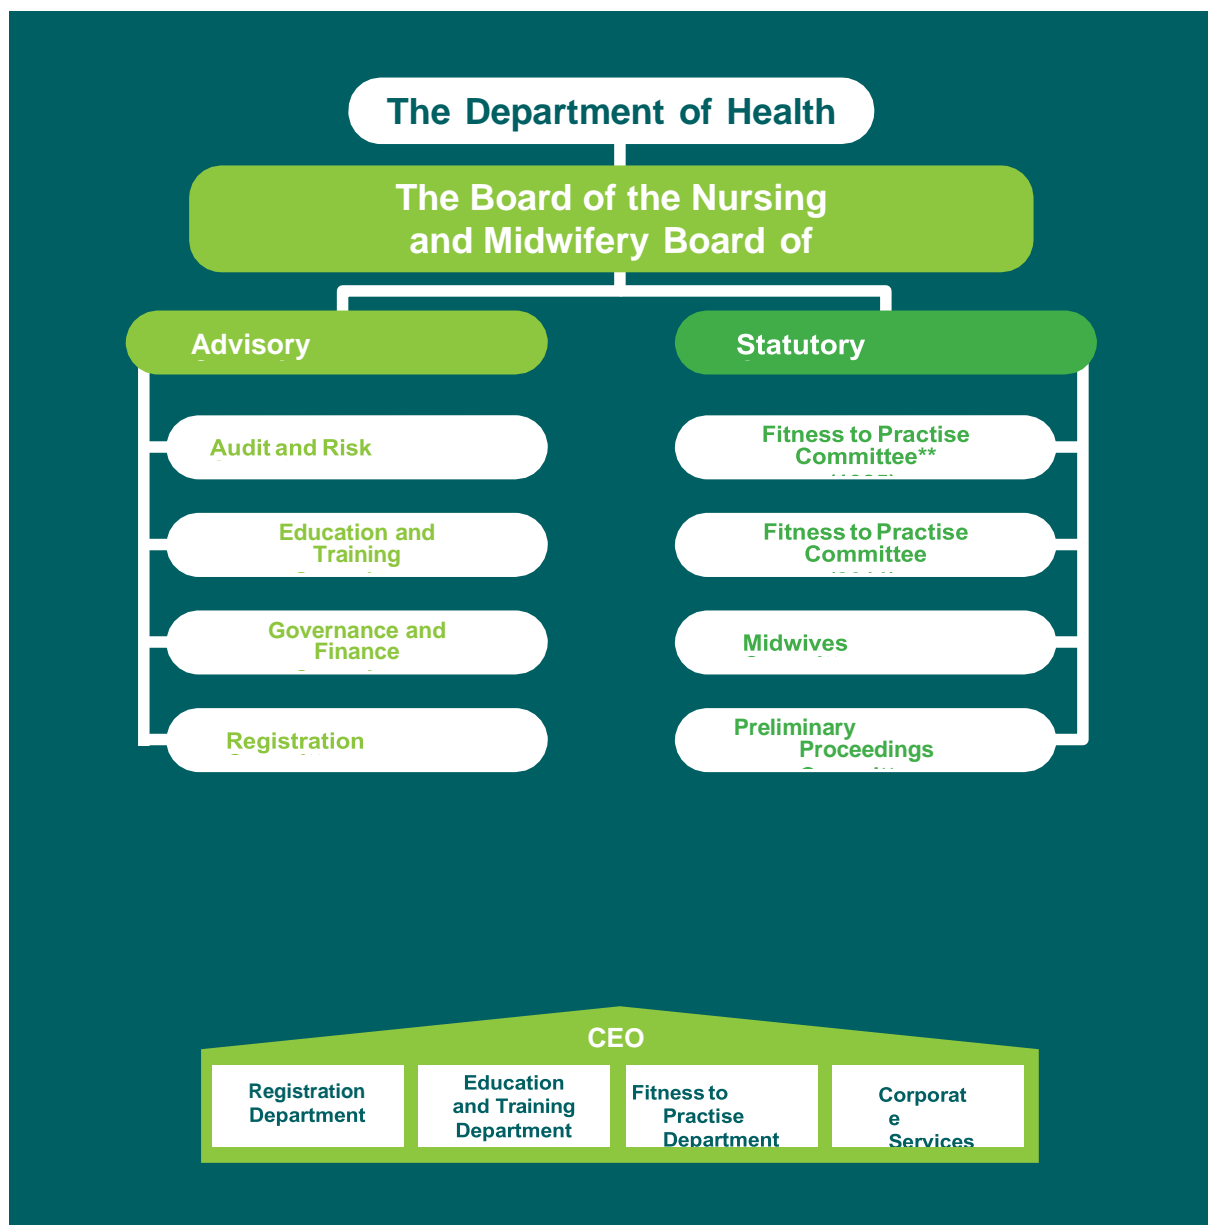 The Department of Health
The Board of the Nursing
and Midwifery Board of
Advisory
Statutory
Audit and Risk
Education and
Training
Governance and
Finance
Registration
Fitness to Practise
Committee**
Fitness to Practise
Committee
Midwives
Preliminary
Proceedings
CEO
Registration
Department
Education
and Training
Department
Fitness to
Practise
Department
Corporat
e
Services